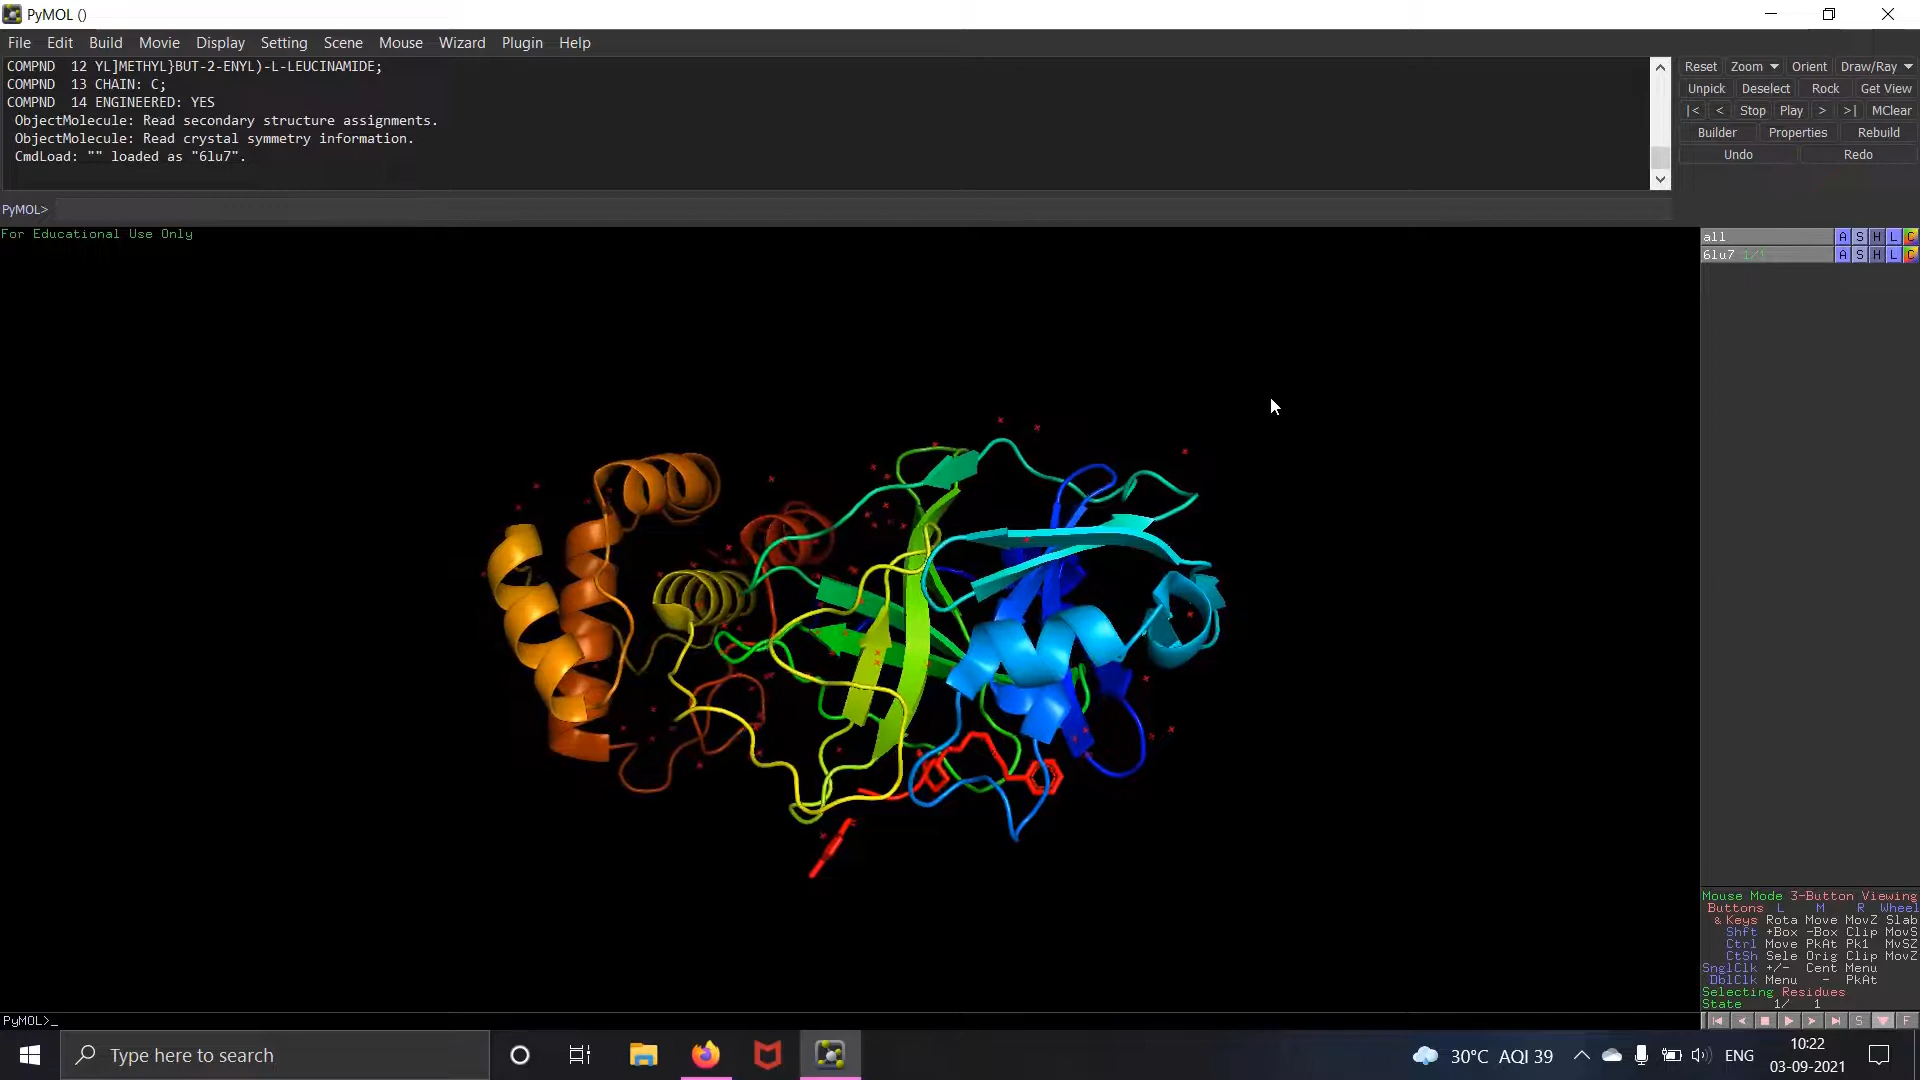 PyMOL ()
File Edit Build Movie Display Setting Scene Mouse Wizard Plugin Help
COMPND 12 YL]METHYL}BUT-2-ENYL)-L-LEUCINAMIDE;
COMPND 13 CHAIN: C;
COMPND 14 ENGINEERED: YES
ObjectMolecule: Read secondary structure assignments.
ObjectMolecule: Read crystal symmetry information.
CmdLoad: "" loaded as "6lu7".
PyMOL>
Reset Zoom Orient Draw/Ray
Unpick Deselect Rock Get View
|< < Stop Play > >| MClear
Builder Properties Rebuild
Undo Redo
For Educational Use Only
all A S H L C
6lu7 1/1 A S H L C
Mouse Mode 3-Button Viewing
Buttons L M R Wheel
& Keys Rota Move MovZ Slab
Shft +Box -Box Clip MovS
Ctrl Move PkAt Pk1 MvSZ
CtSh Sele Orig Clip MovZ
SnglClk +/- Cent Menu
DblClk Menu - PkAt
Selecting Residues
State 1/ 1
PyMOL>_
S F
Type here to search
30°C AQI 39
ENG
10:22
03-09-2021